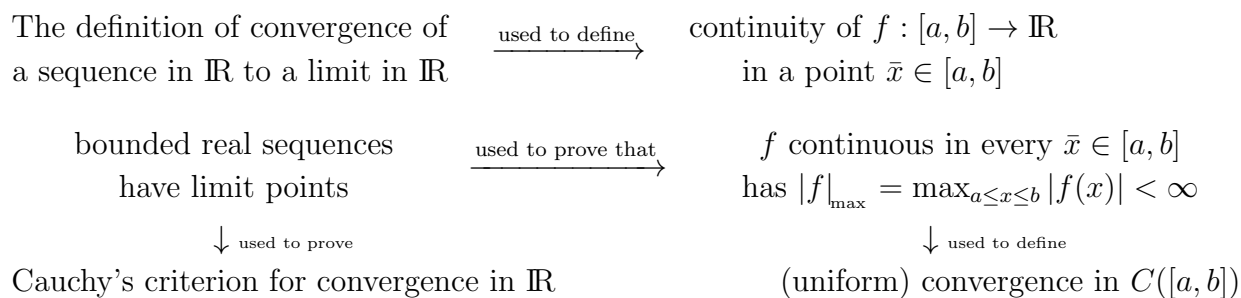 The definition of convergence of used to define continuity of f : [a, b] → ℝ
a sequence in ℝ to a limit in ℝ ⟶ in a point x̄ ∈ [a, b]
bounded real sequences used to prove that f continuous in every x̄ ∈ [a, b]
have limit points ⟶ has |f|_max = max_{a≤x≤b} |f(x)| < ∞
↓ used to prove ↓ used to define
Cauchy's criterion for convergence in ℝ (uniform) convergence in C([a, b])